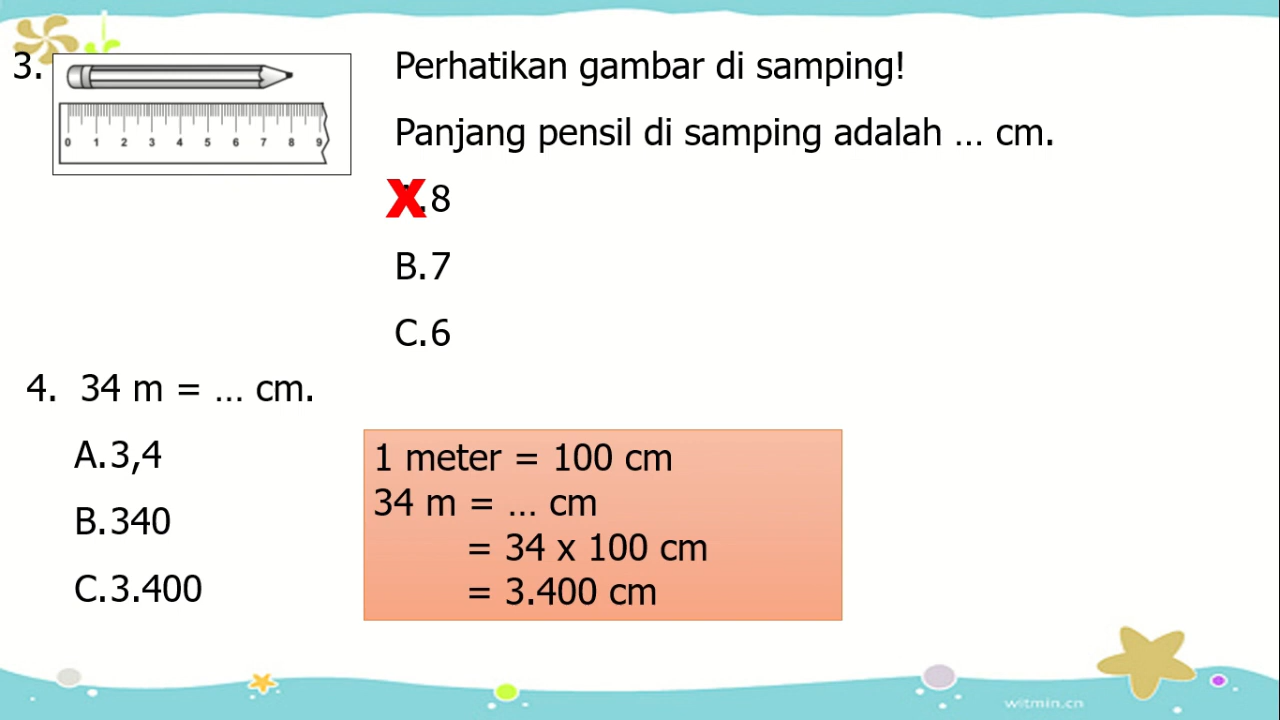 3.
0 1 2 3 4 5 6 7 8 9
Perhatikan gambar di samping!
Panjang pensil di samping adalah ... cm.
X.8
B.7
C.6
4. 34 m = ... cm.
A.3,4
B.340
C.3.400
1 meter = 100 cm
34 m = ... cm
= 34 x 100 cm
= 3.400 cm
witmin.cn